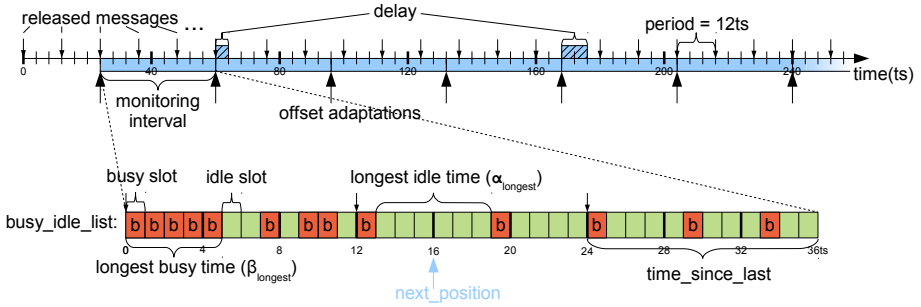 released messages ...
delay
period = 12ts
0 40 80 120 160 200 240
time(ts)
monitoring
interval
offset adaptations
busy slot
idle slot
longest idle time (αlongest)
busy_idle_list:
b b b b b b b b b b b b b
0 4 8 12 16 20 24 28 32 36ts
longest busy time (βlongest)
time_since_last
next_position